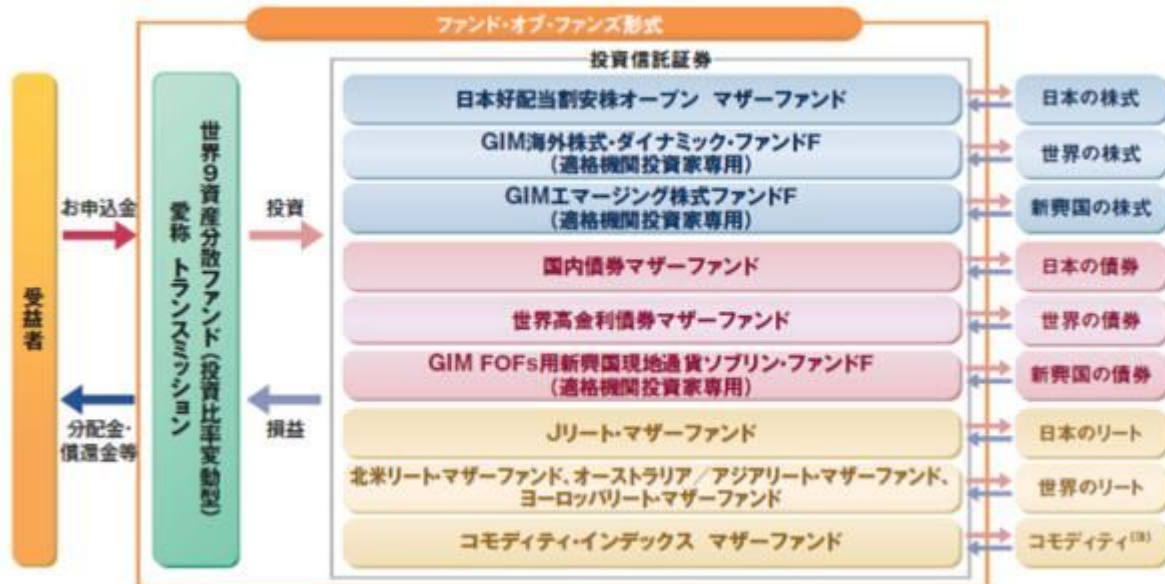 ファンド・オブ・ファンズ形式
投資信託証券
受益者
お申込金
分配金・
償還金等
世界9資産分散ファンド(投資比率変動型)
愛称 トランスミッション
投資
損益
日本好配当割安株オープン マザーファンド
日本の株式
GIM海外株式・ダイナミック・ファンドF
(適格機関投資家専用)
世界の株式
GIMエマージング株式ファンドF
(適格機関投資家専用)
新興国の株式
国内債券マザーファンド
日本の債券
世界高金利債券マザーファンド
世界の債券
GIM FOFs用新興国現地通貨ソブリン・ファンドF
(適格機関投資家専用)
新興国の債券
Jリート・マザーファンド
日本のリート
北米リート・マザーファンド、オーストラリア/アジアリート・マザーファンド、
ヨーロッパリート・マザーファンド
世界のリート
コモディティ・インデックス マザーファンド
コモディティ(注)